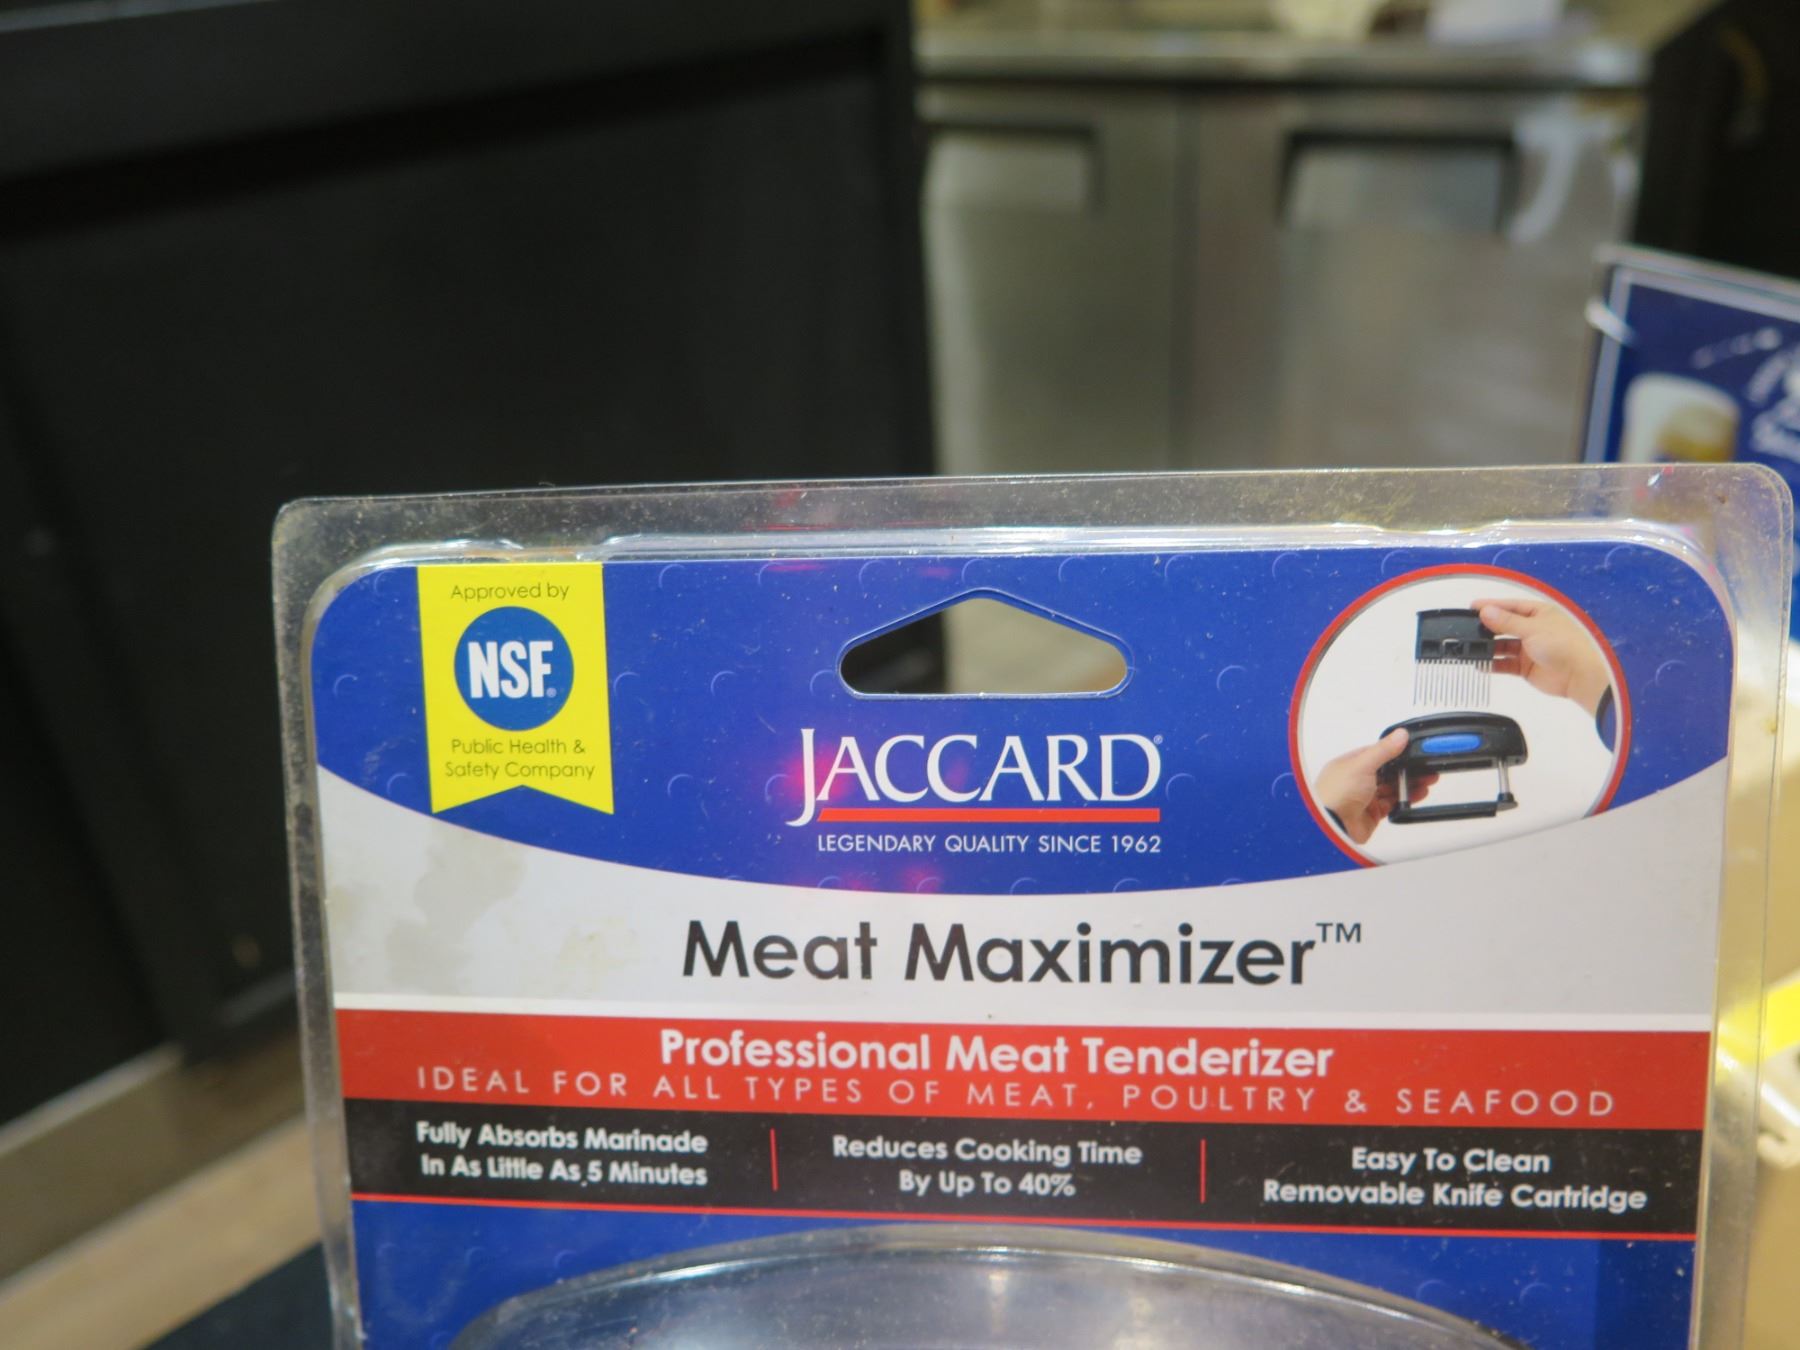 Approved by
NSF®
Public Health &
Safety Company
JACCARD®
LEGENDARY QUALITY SINCE 1962
Meat Maximizer™
Professional Meat Tenderizer
IDEAL FOR ALL TYPES OF MEAT, POULTRY & SEAFOOD
Fully Absorbs Marinade
In As Little As 5 Minutes
Reduces Cooking Time
By Up To 40%
Easy To Clean
Removable Knife Cartridge